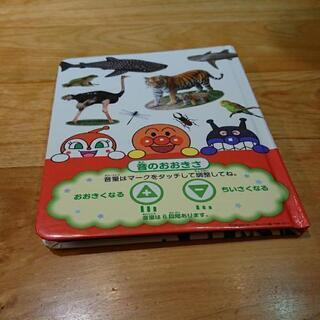 音のおおきさ
音量はマークをタッチして調整してね。
おおきくなる
ちいさくなる
音量は6段階あります。